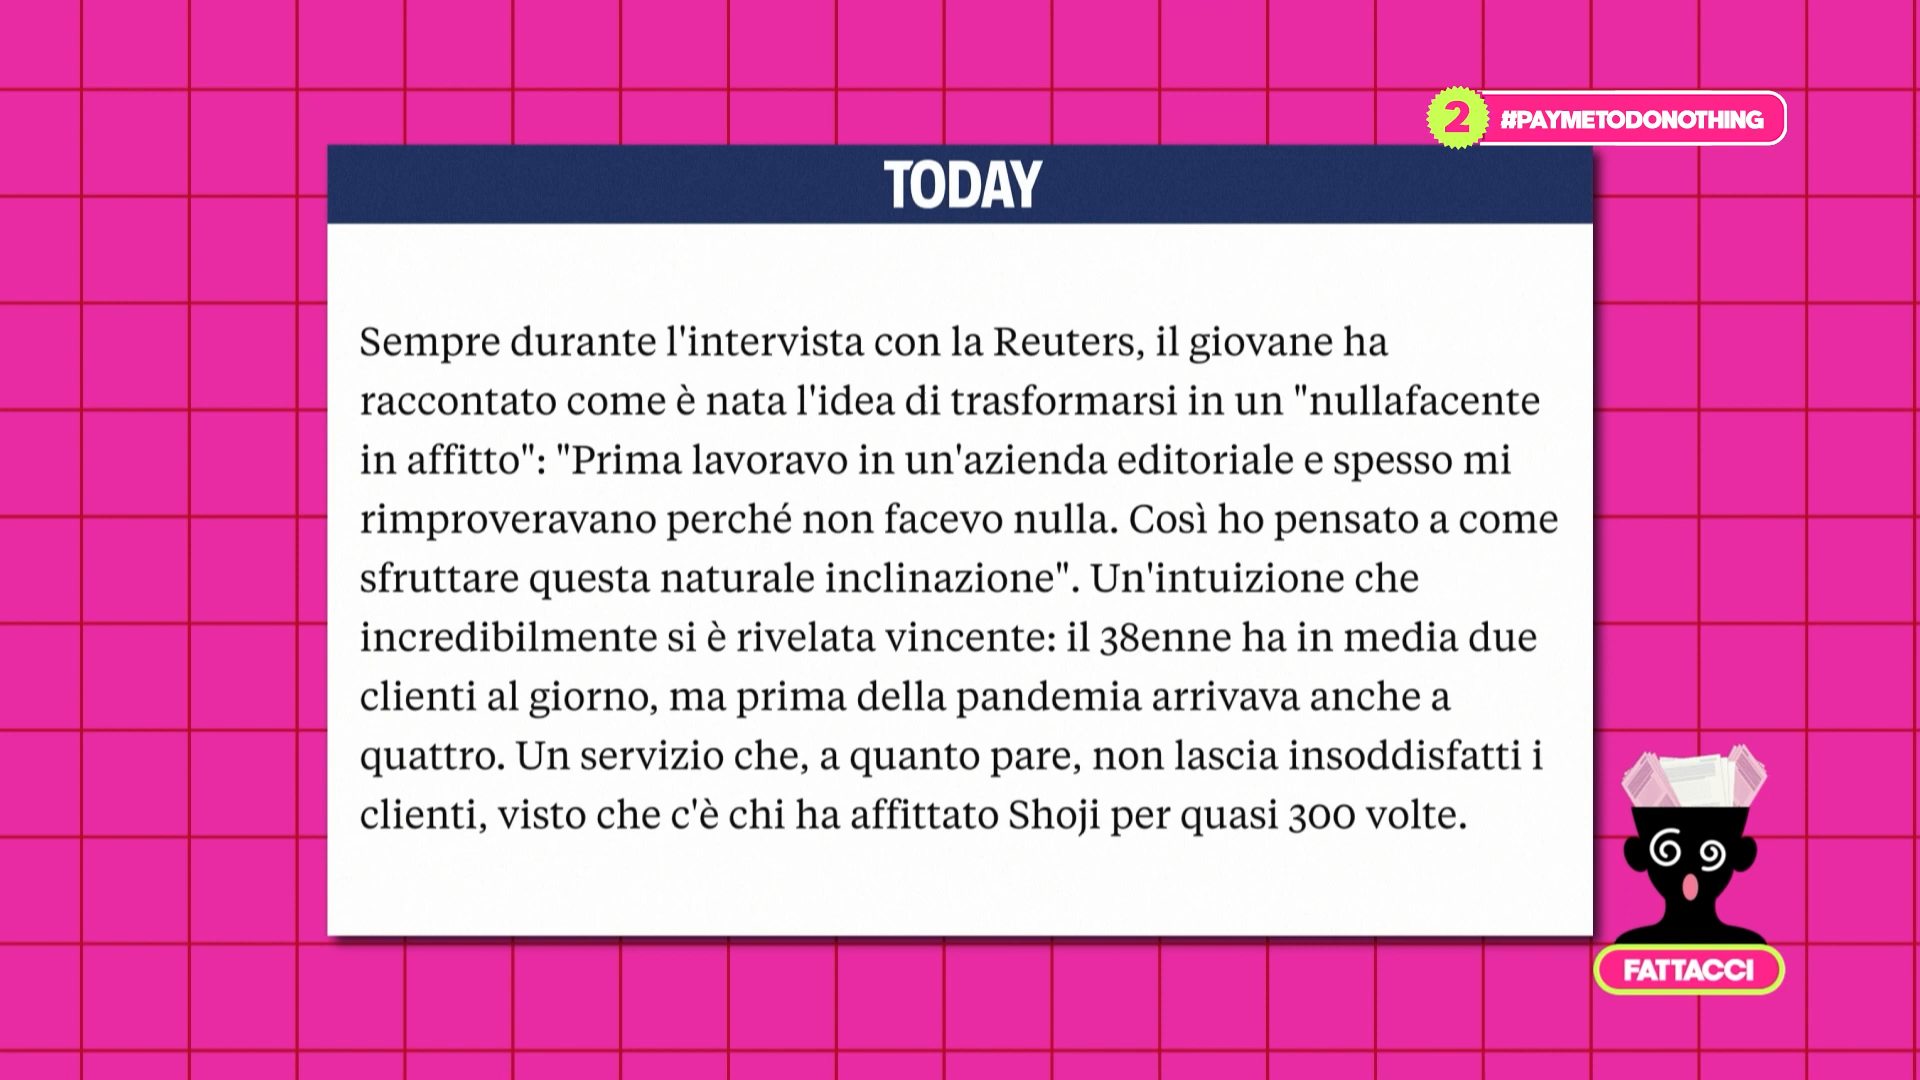 2 #PAYMETODONOTHING
TODAY
Sempre durante l'intervista con la Reuters, il giovane ha
raccontato come è nata l'idea di trasformarsi in un "nullafacente
in affitto": "Prima lavoravo in un'azienda editoriale e spesso mi
rimproveravano perché non facevo nulla. Così ho pensato a come
sfruttare questa naturale inclinazione". Un'intuizione che
incredibilmente si è rivelata vincente: il 38enne ha in media due
clienti al giorno, ma prima della pandemia arrivava anche a
quattro. Un servizio che, a quanto pare, non lascia insoddisfatti i
clienti, visto che c'è chi ha affittato Shoji per quasi 300 volte.
FATTACCI